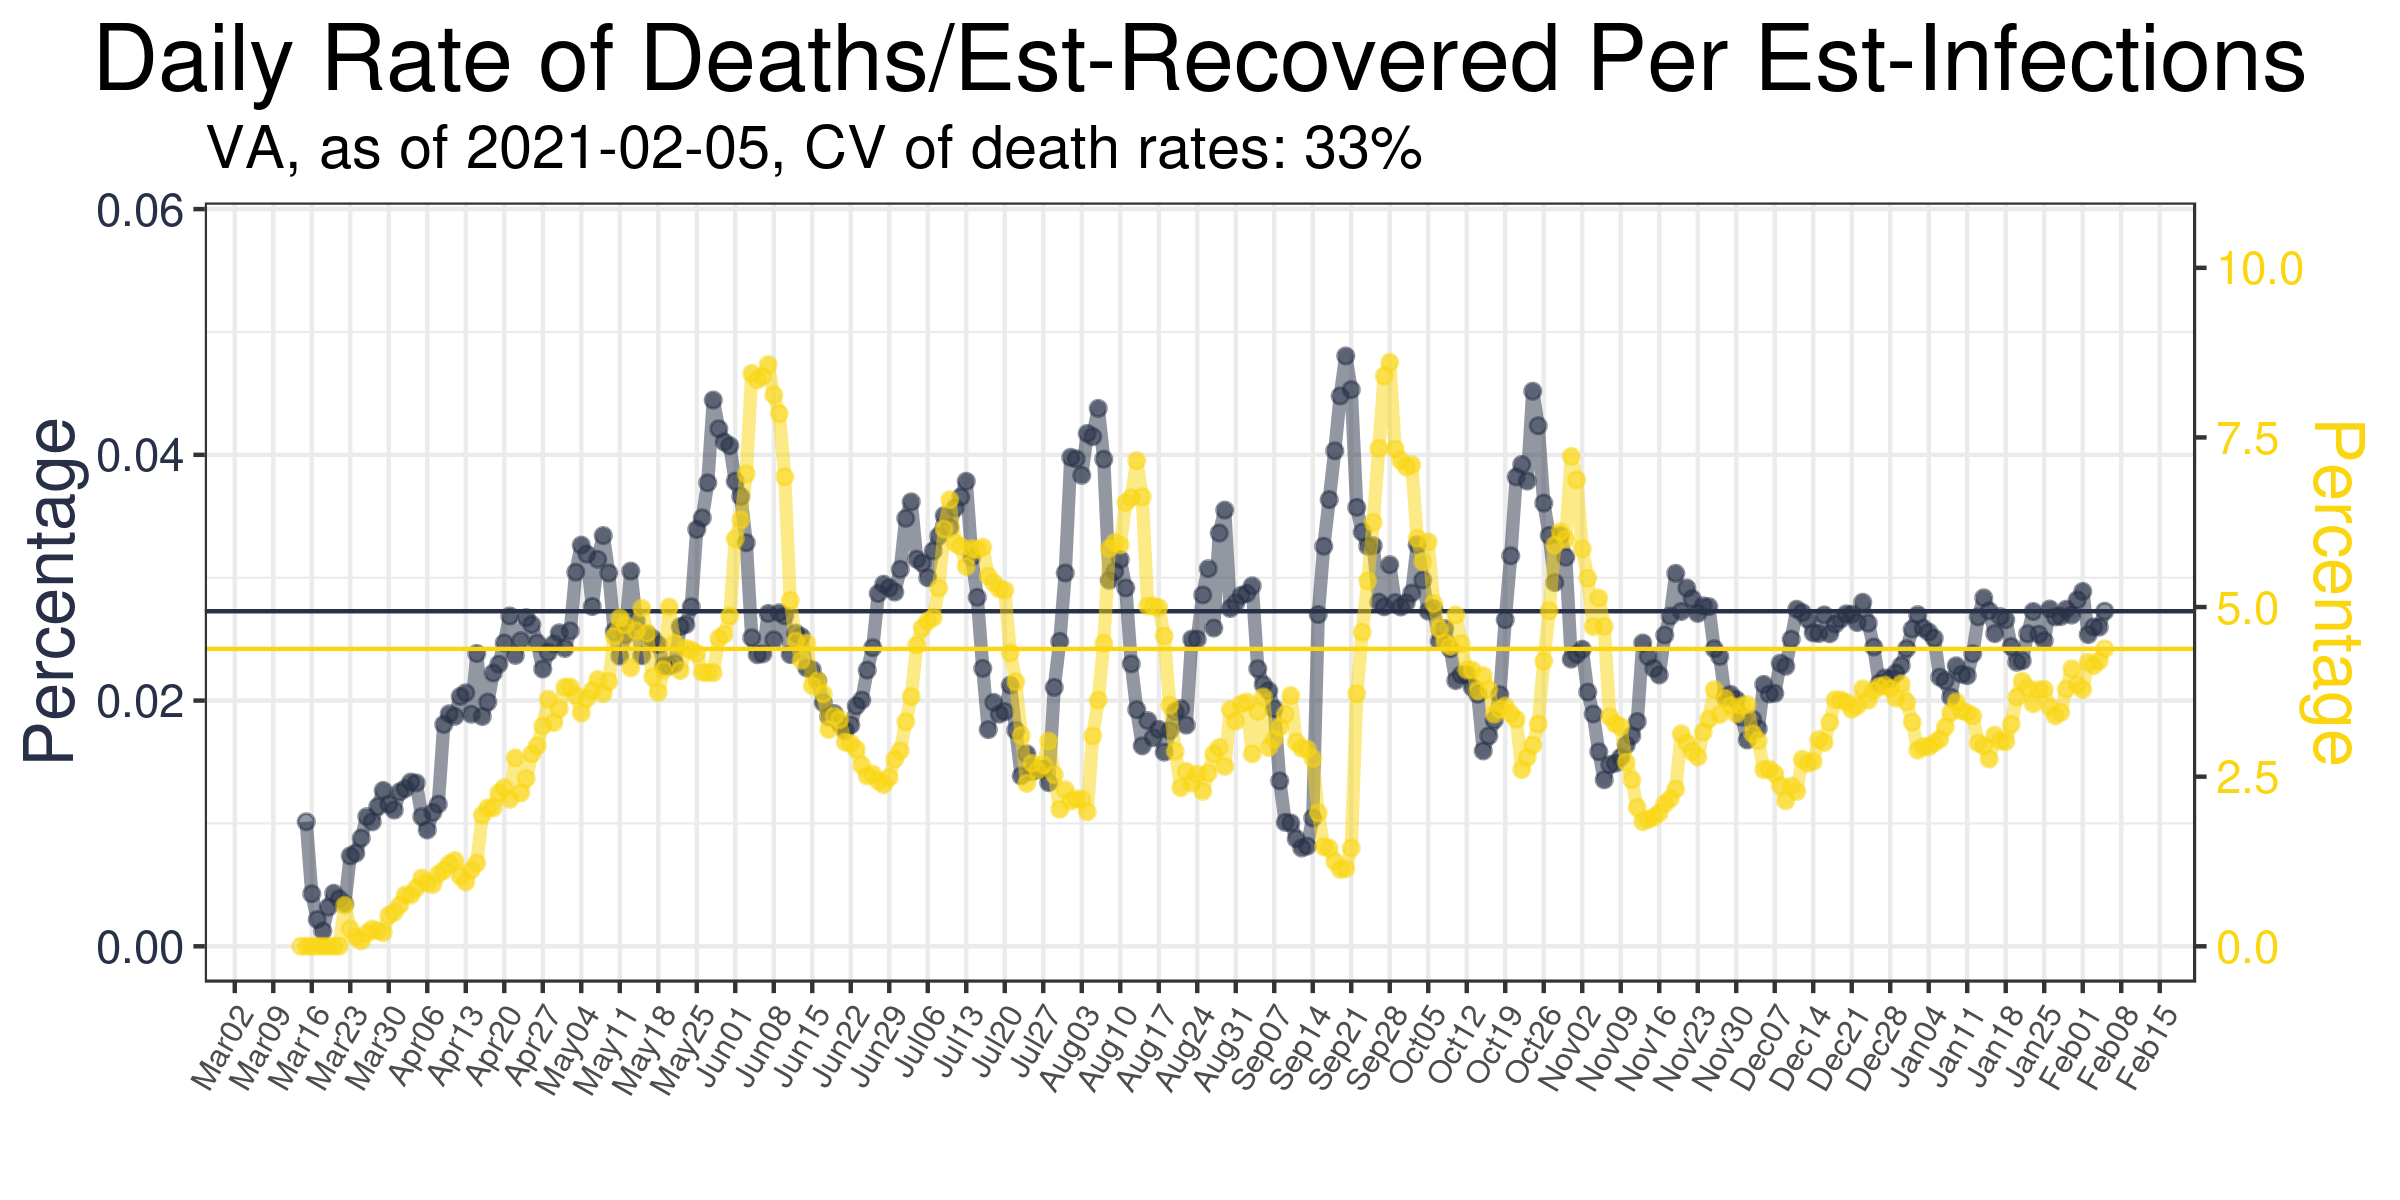 Daily Rate of Deaths/Est-Recovered Per Est-Infections
VA, as of 2021-02-05, CV of death rates: 33%
Percentage
0.06
0.04
0.02
0.00
10.0
7.5
5.0
2.5
0.0
Percentage
Mar02
Mar09
Mar16
Mar23
Mar30
Apr06
Apr13
Apr20
Apr27
May04
May11
May18
May25
Jun01
Jun08
Jun15
Jun22
Jun29
Jul06
Jul13
Jul20
Jul27
Aug03
Aug10
Aug17
Aug24
Aug31
Sep07
Sep14
Sep21
Sep28
Oct05
Oct12
Oct19
Oct26
Nov02
Nov09
Nov16
Nov23
Nov30
Dec07
Dec14
Dec21
Dec28
Jan04
Jan11
Jan18
Jan25
Feb01
Feb08
Feb15